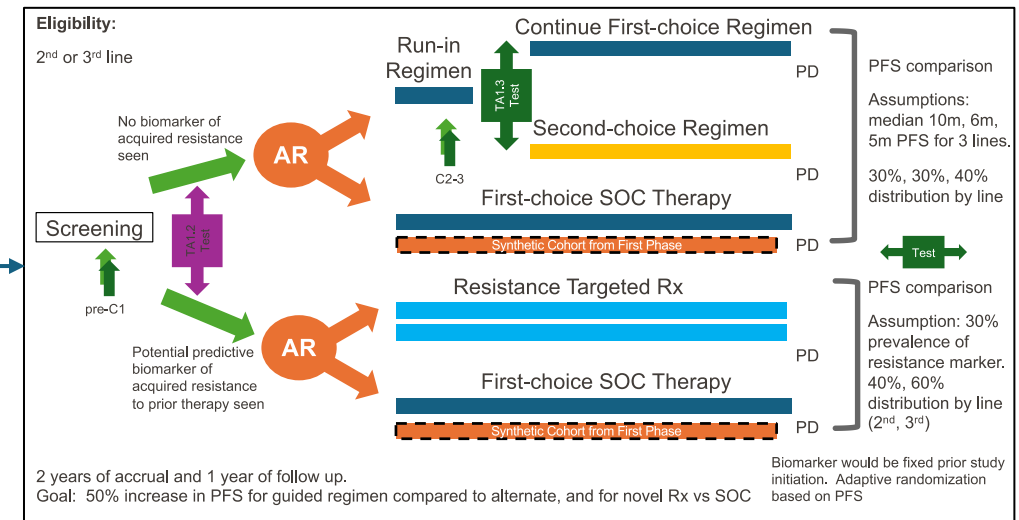 Eligibility:
2nd or 3rd line
No biomarker of
acquired resistance
seen
Screening
pre-C1
TA1.2
Test
Potential predictive
biomarker of
acquired resistance
to prior therapy seen
AR
AR
Run-in
Regimen
C2-3
TA1.3
Test
Continue First-choice Regimen
PD
Second-choice Regimen
PD
First-choice SOC Therapy
Synthetic Cohort from First Phase
PD
Resistance Targeted Rx
PD
First-choice SOC Therapy
Synthetic Cohort from First Phase
PD
PFS comparison
Assumptions:
median 10m, 6m,
5m PFS for 3 lines.
30%, 30%, 40%
distribution by line
Test
PFS comparison
Assumption: 30%
prevalence of
resistance marker.
40%, 60%
distribution by line
(2nd, 3rd)
2 years of accrual and 1 year of follow up.
Goal: 50% increase in PFS for guided regimen compared to alternate, and for novel Rx vs SOC
Biomarker would be fixed prior study
initiation. Adaptive randomization
based on PFS